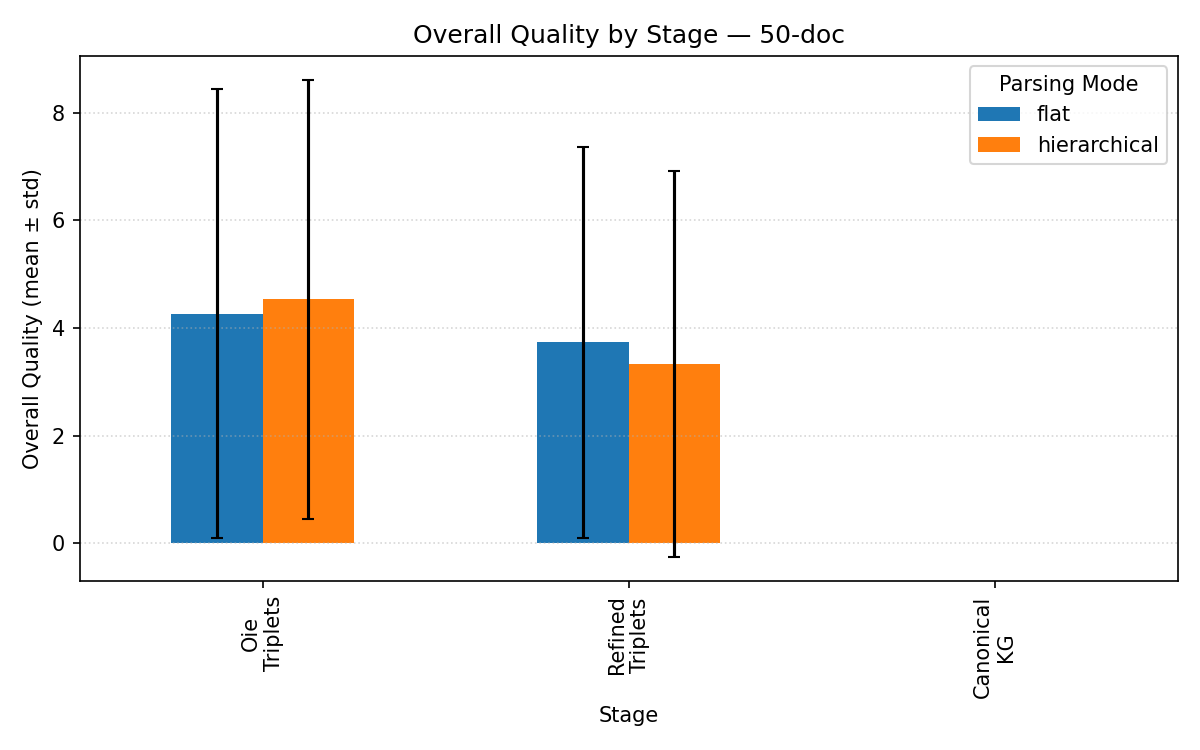 Overall Quality by Stage — 50-doc
Overall Quality (mean ± std)
8
6
4
2
0
Parsing Mode
flat
hierarchical
Oie
Triplets
Refined
Triplets
Canonical
KG
Stage